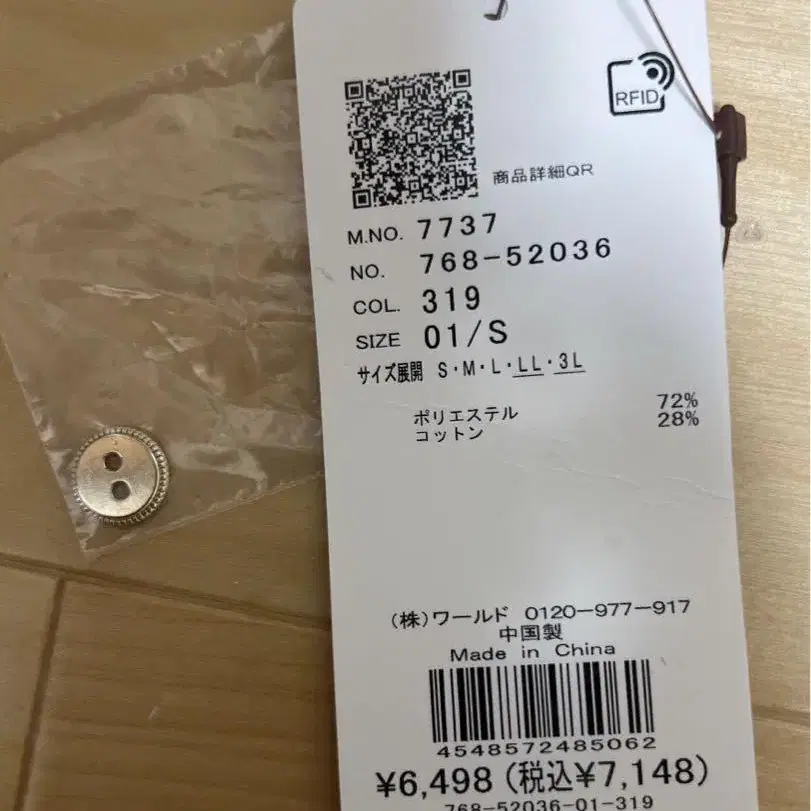 RFID
商品詳細QR
M.NO. 7737
NO. 768-52036
COL. 319
SIZE 01/S
サイズ展開 S・M・L・LL・3L
ポリエステル 72%
コットン 28%
(株)ワールド 0120-977-917
中国製
Made in China
4548572485062
¥6,498(税込¥7,148)
768-52036-01-319